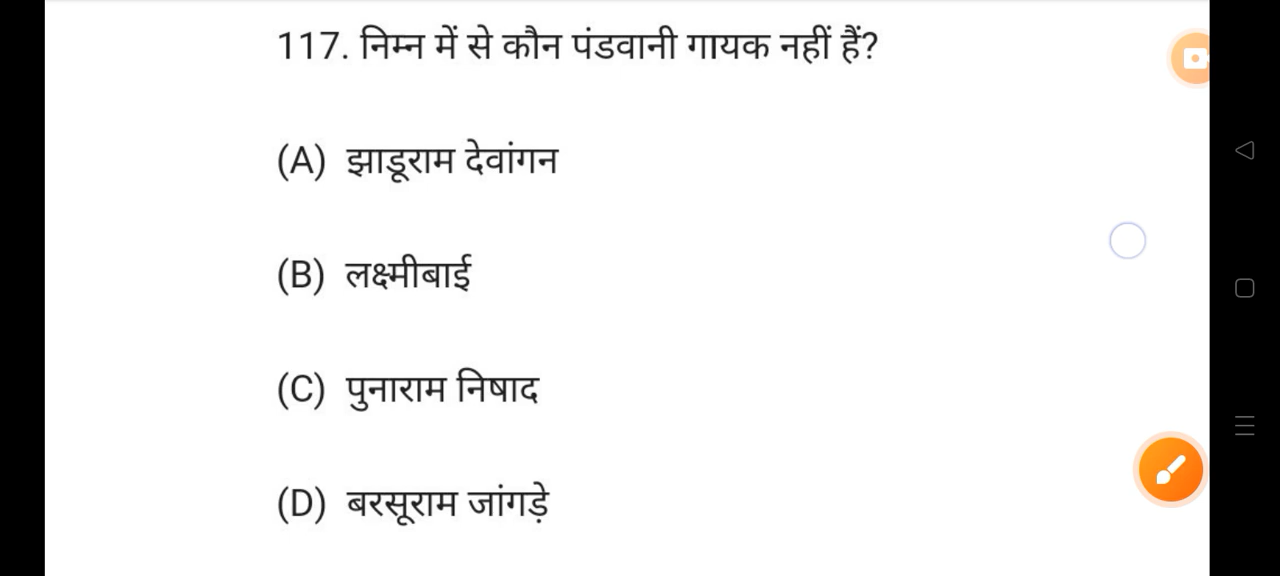 117. निम्न में से कौन पंडवानी गायक नहीं हैं?
(A) झाडूराम देवांगन
(B) लक्ष्मीबाई
(C) पुनाराम निषाद
(D) बरसूराम जांगड़े